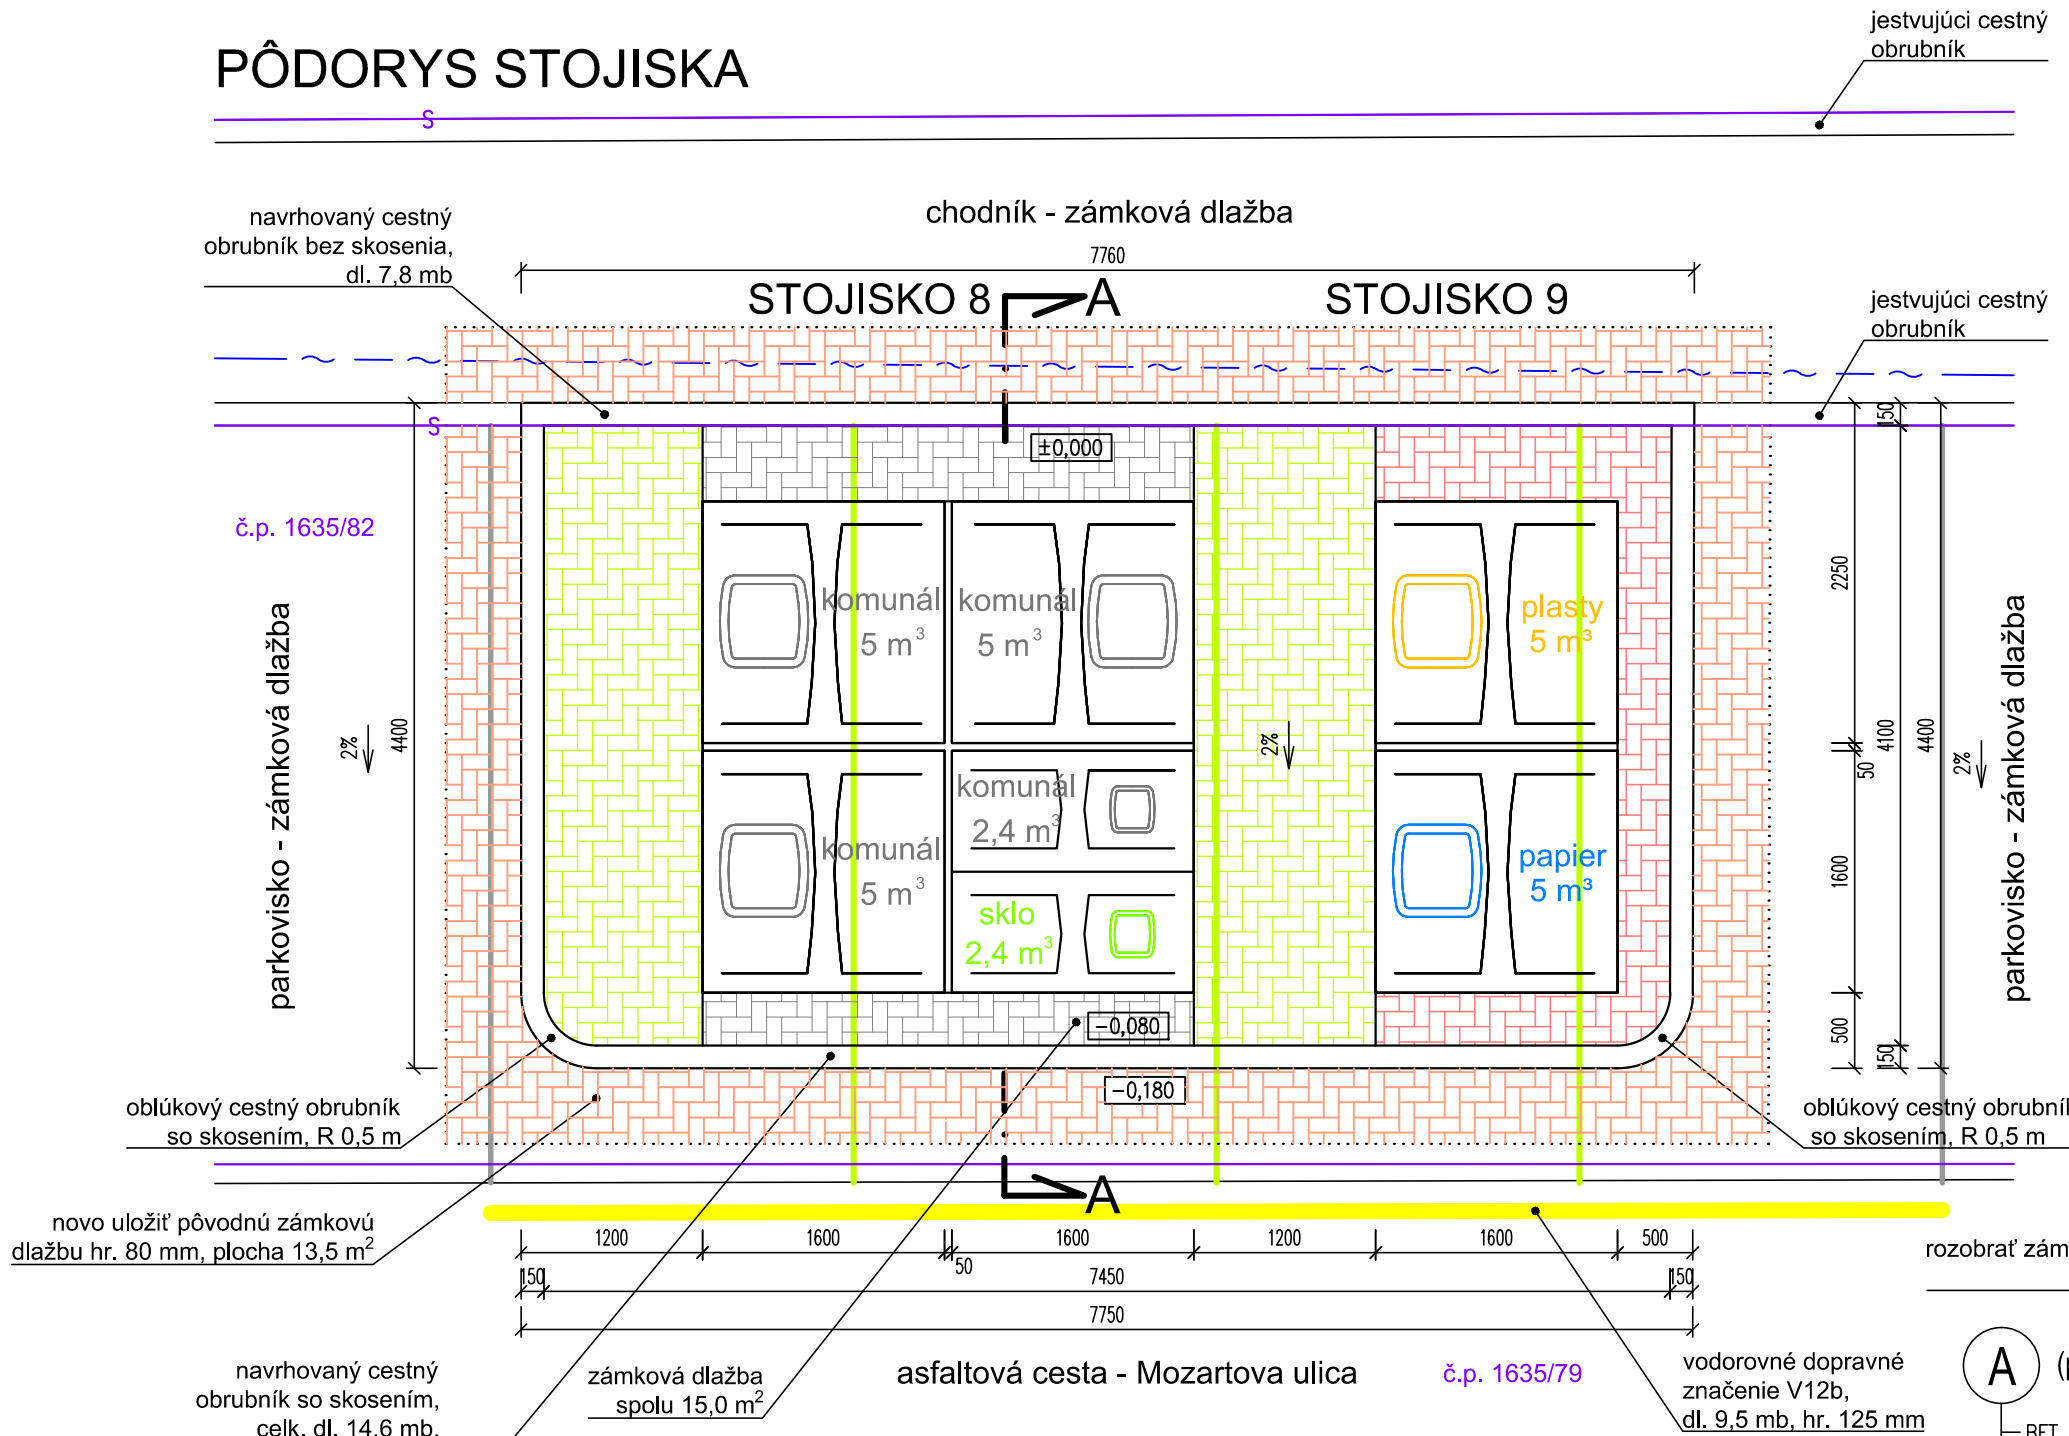 PÔDORYS STOJISKA
jestvujúci cestný
obrubník
S
navrhovaný cestný
obrubník bez skosenia,
dl. 7,8 mb
chodník - zámková dlažba
7760
STOJISKO 8
A
STOJISKO 9
jestvujúci cestný
obrubník
S
±0,000
150
č.p. 1635/82
komunál
5 m³
komunál
5 m³
plasty
5 m³
2250
parkovisko - zámková dlažba
2%
4400
2%
50
4100
4400
2%
parkovisko - zámková dlažba
komunál
5 m³
komunál
2,4 m³
sklo
2,4 m³
papier
5 m³
1600
500
150
-0,080
-0,180
oblúkový cestný obrubník
so skosením, R 0,5 m
oblúkový cestný obrubník
so skosením, R 0,5 m
A
novo uložiť pôvodnú zámkovú
dlažbu hr. 80 mm, plocha 13,5 m²
1200
1600
50
1600
1200
1600
500
rozobrať zám
150
7450
150
7750
navrhovaný cestný
obrubník so skosením,
celk. dl. 14,6 mb,
zámková dlažba
spolu 15,0 m²
asfaltová cesta - Mozartova ulica
č.p. 1635/79
vodorovné dopravné
značenie V12b,
dl. 9,5 mb, hr. 125 mm
A
BET